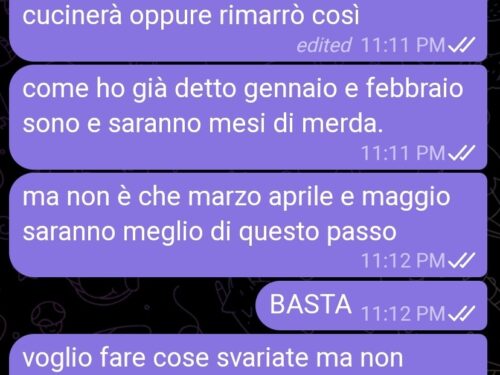 cucinerà oppure rimarrò così
edited 11:11 PM
come ho già detto gennaio e febbraio
sono e saranno mesi di merda.
11:11 PM
ma non è che marzo aprile e maggio
saranno meglio di questo passo
11:12 PM
BASTA 11:12 PM
voglio fare cose svariate ma non